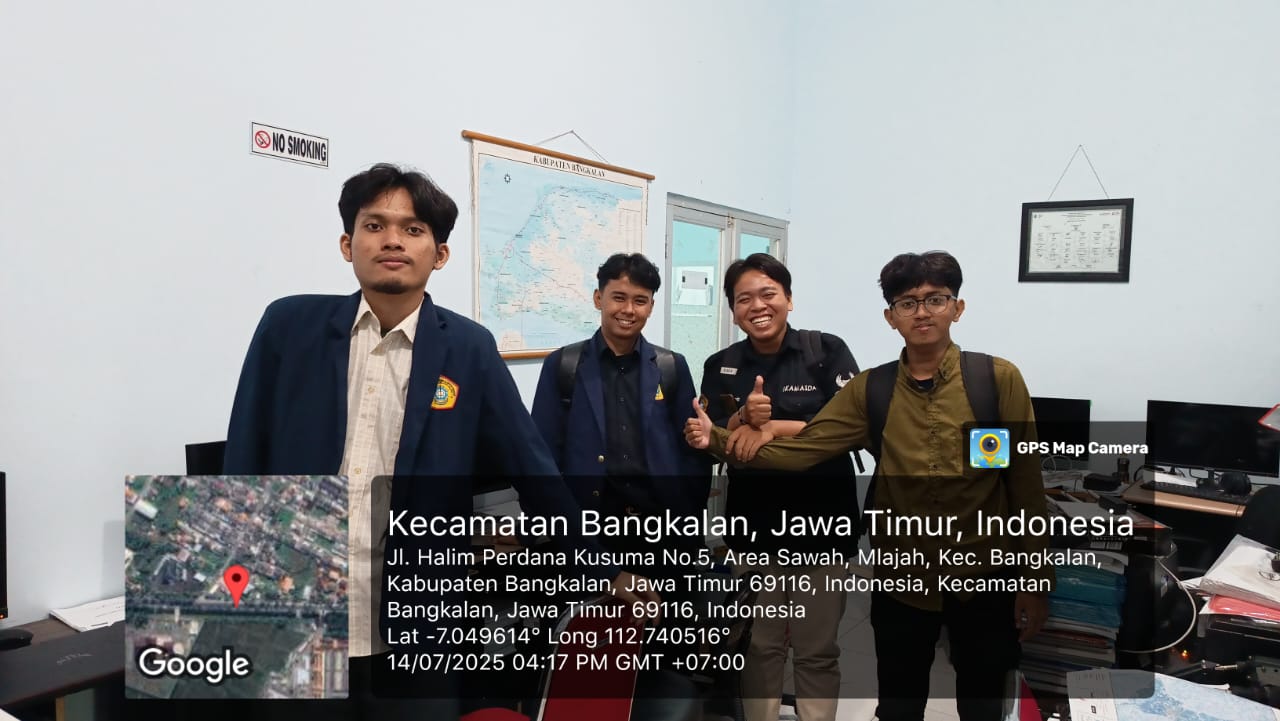 NO SMOKING
KABUPATEN BANGKALAN
GPS Map Camera
Kecamatan Bangkalan, Jawa Timur, Indonesia
Jl. Halim Perdana Kusuma No.5, Area Sawah, Mlajah, Kec. Bangkalan,
Kabupaten Bangkalan, Jawa Timur 69116, Indonesia, Kecamatan
Bangkalan, Jawa Timur 69116, Indonesia
Lat -7.049614° Long 112.740516°
14/07/2025 04:17 PM GMT +07:00
Google